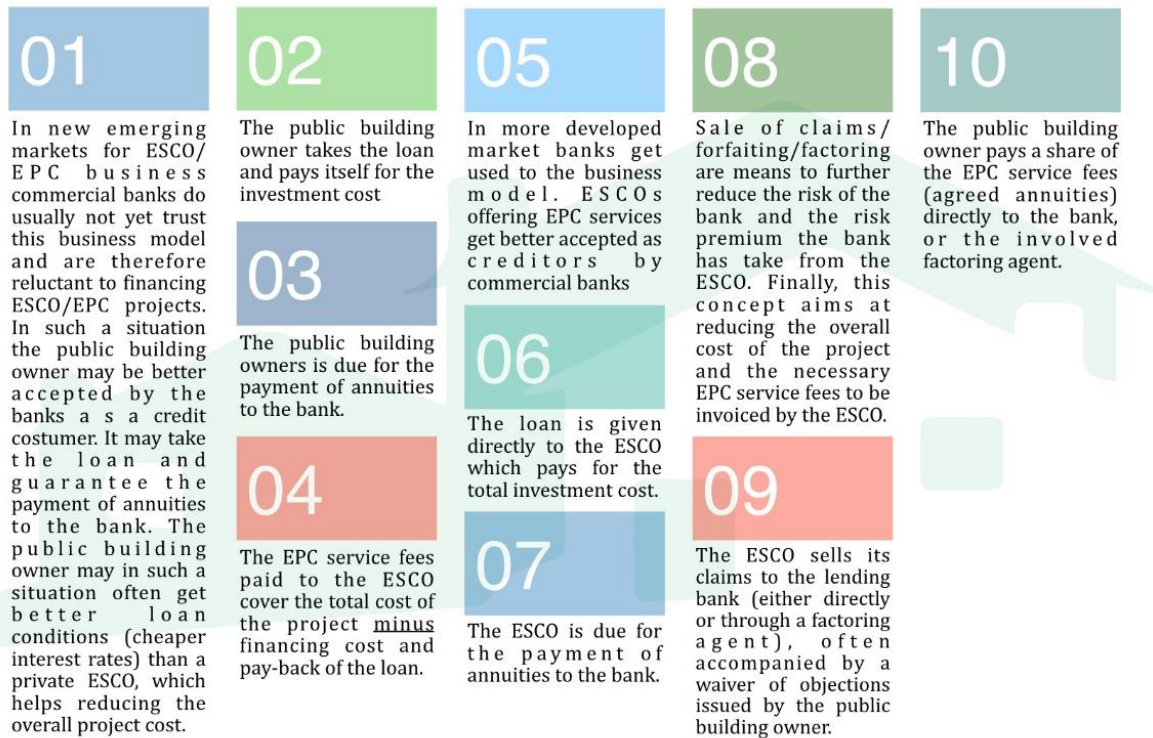 01
In new emerging
markets for ESCO/
EPC business
commercial banks do
usually not yet trust
this business model
and are therefore
reluctant to financing
ESCO/EPC projects.
In such a situation
the public building
owner may be better
accepted by the
banks a s a credit
costumer. It may take
the loan and
guarantee the
payment of annuities
to the bank. The
public building
owner may in such a
situation often get
better loan
conditions (cheaper
interest rates) than a
private ESCO, which
helps reducing the
overall project cost.
02
The public building
owner takes the loan
and pays itself for the
investment cost
03
The public building
owners is due for the
payment of annuities
to the bank.
04
The EPC service fees
paid to the ESCO
cover the total cost of
the project minus
financing cost and
pay-back of the loan.
05
In more developed
market banks get
used to the business
model. ESCOs
offering EPC services
get better accepted as
creditors by
commercial banks
06
The loan is given
directly to the ESCO
which pays for the
total investment cost.
07
The ESCO is due for
the payment of
annuities to the bank.
08
Sale of claims/
forfaiting/factoring
are means to further
reduce the risk of the
bank and the risk
premium the bank
has take from the
ESCO. Finally, this
concept aims at
reducing the overall
cost of the project
and the necessary
EPC service fees to be
invoiced by the ESCO.
09
The ESCO sells its
claims to the lending
bank (either directly
or through a factoring
agent), often
accompanied by a
waiver of objections
issued by the public
building owner.
10
The public building
owner pays a share of
the EPC service fees
(agreed annuities)
directly to the bank,
or the involved
factoring agent.